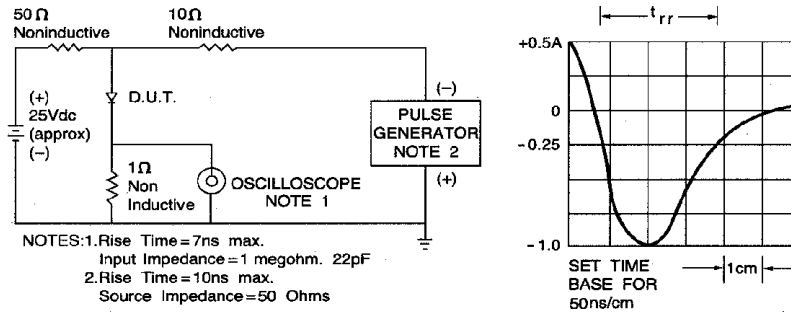 50Ω
Noninductive
10Ω
Noninductive
D.U.T.
(+)
25Vdc
(approx)
(-)
1Ω
Non
Inductive
OSCILLOSCOPE
NOTE 1
(-)
PULSE
GENERATOR
NOTE 2
(+)
NOTES:1.Rise Time=7ns max.
Input Impedance=1 megohm. 22pF
2.Rise Time=10ns max.
Source Impedance=50 Ohms
trr
+0.5A
0
-0.25
-1.0
SET TIME
BASE FOR
50ns/cm
1cm